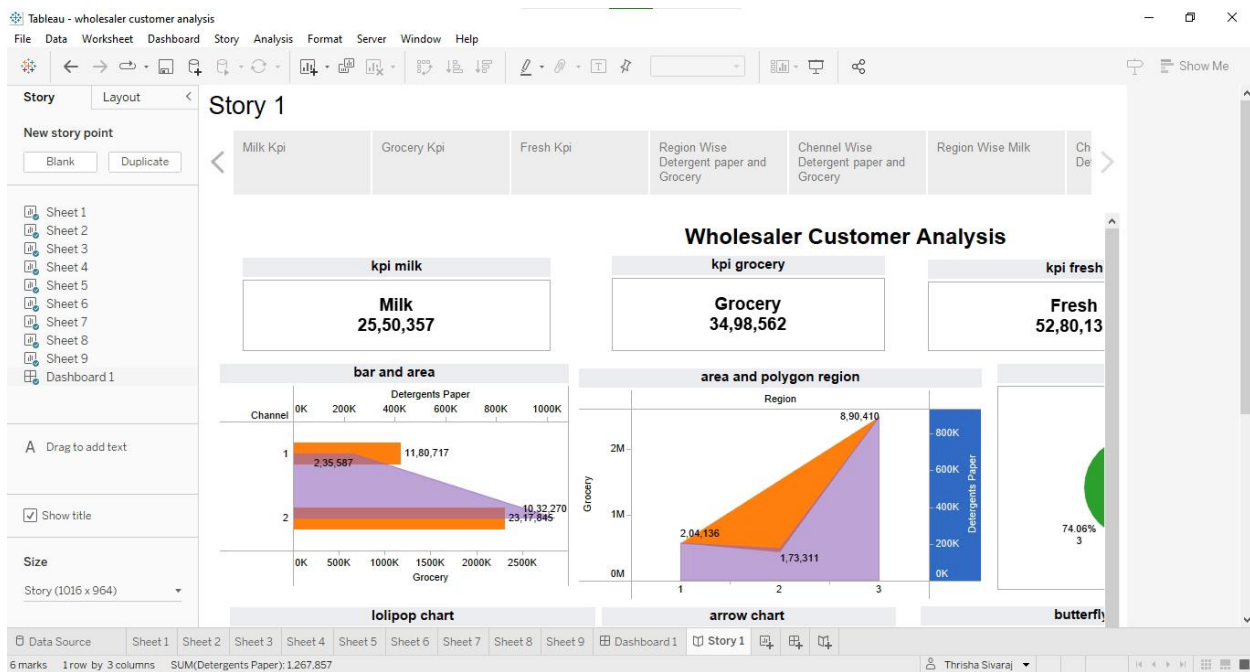 Tableau - wholesaler customer analysis
File Data Worksheet Dashboard Story Analysis Format Server Window Help
Show Me
Story Layout
New story point
Blank Duplicate
Sheet 1
Sheet 2
Sheet 3
Sheet 4
Sheet 5
Sheet 6
Sheet 7
Sheet 8
Sheet 9
Dashboard 1
A Drag to add text
Show title
Size
Story (1016 x 964)
Story 1
Milk Kpi
Grocery Kpi
Fresh Kpi
Region Wise
Detergent paper and
Grocery
Channel Wise
Detergent paper and
Grocery
Region Wise Milk
Ch
De
Wholesaler Customer Analysis
kpi milk
Milk
25,50,357
kpi grocery
Grocery
34,98,562
kpi fresh
Fresh
52,80,13
bar and area
Detergents Paper
Channel 0K 200K 400K 600K 800K 1000K
1 2,35,587 11,80,717
2 10,32,270
23,17,845
0K 500K 1000K 1500K 2000K 2500K
Grocery
area and polygon region
Region
8,90,410
2M
1M
0M
Grocery
2,04,136
1,73,311
800K
600K
400K
200K
0K
Detergents Paper
1 2 3
74.06%
3
lolipop chart
arrow chart
butterfly
Data Source Sheet 1 Sheet 2 Sheet 3 Sheet 4 Sheet 5 Sheet 6 Sheet 7 Sheet 8 Sheet 9 Dashboard 1 Story 1
6 marks 1 row by 3 columns SUM(Detergents Paper): 1,267,857 Thrisha Sivaraj